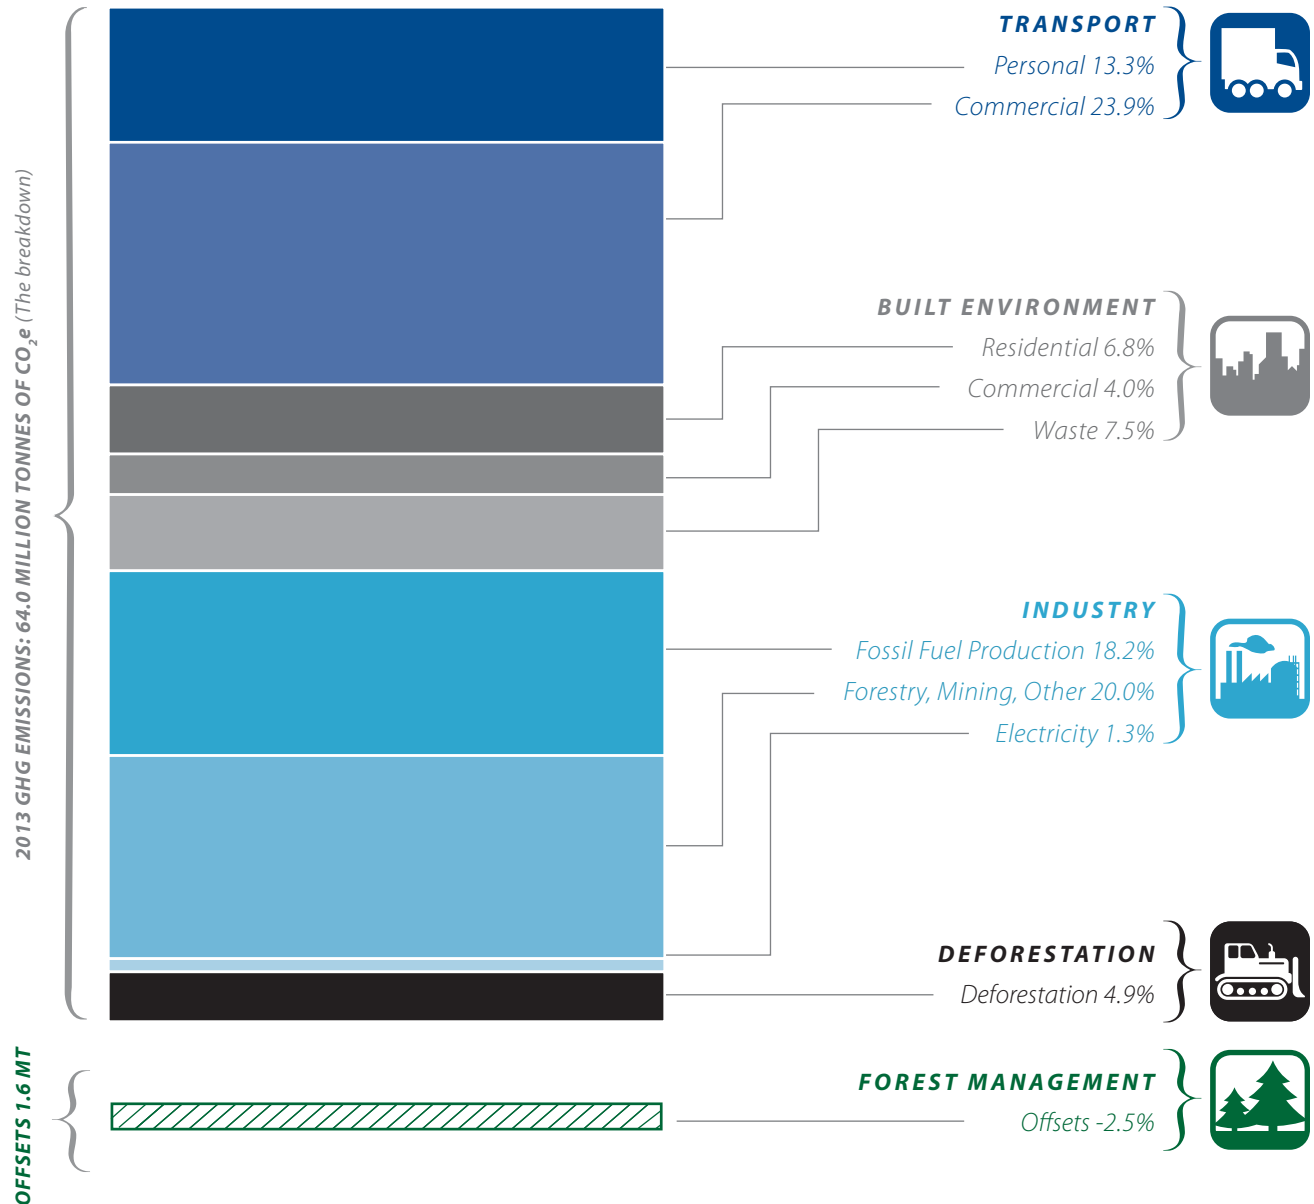 TRANSPORT
Personal 13.3%
Commercial 23.9%
2013 GHG EMISSIONS: 64.0 MILLION TONNES OF CO₂e (The breakdown)
BUILT ENVIRONMENT
Residential 6.8%
Commercial 4.0%
Waste 7.5%
INDUSTRY
Fossil Fuel Production 18.2%
Forestry, Mining, Other 20.0%
Electricity 1.3%
DEFORESTATION
Deforestation 4.9%
OFFSETS 1.6 MT
FOREST MANAGEMENT
Offsets -2.5%